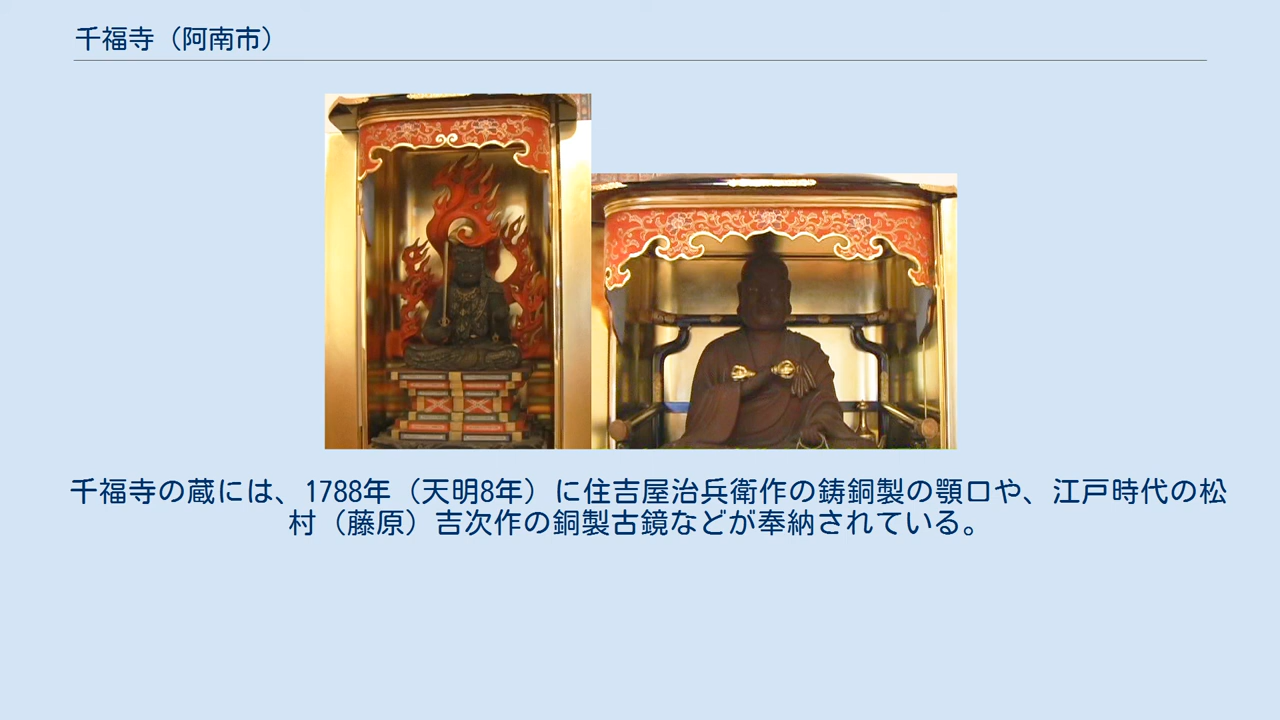 千福寺（阿南市）
千福寺の蔵には、1788年（天明8年）に住吉屋治兵衛作の鋳銅製の顎口や、江戸時代の松
村（藤原）吉次作の銅製古鏡などが奉納されている。